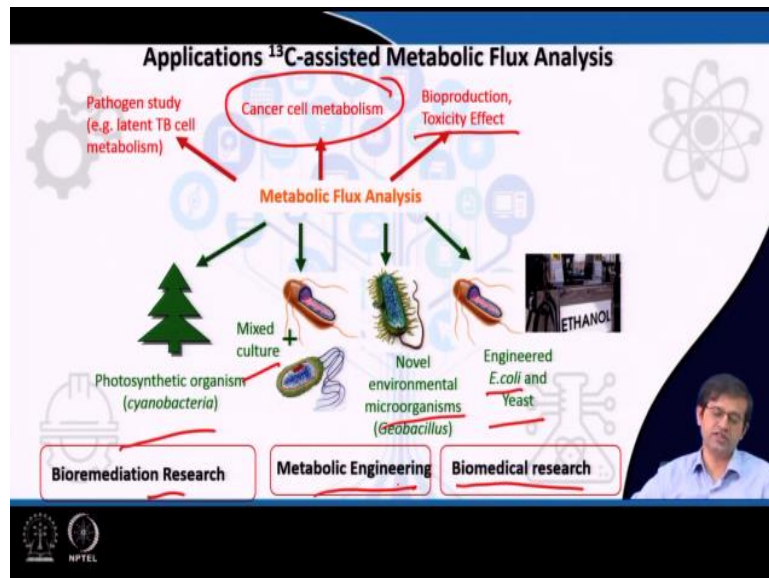 Applications ¹³C-assisted Metabolic Flux Analysis
Pathogen study
(e.g. latent TB cell
metabolism)
Cancer cell metabolism
Bioproduction,
Toxicity Effect
Metabolic Flux Analysis
Photosynthetic organism
(cyanobacteria)
Mixed
culture
+
Novel
environmental
microorganisms
(Geobacillus)
Engineered
E.coli and
Yeast
ETHANOL
Bioremediation Research
Metabolic Engineering
Biomedical research
NPTEL